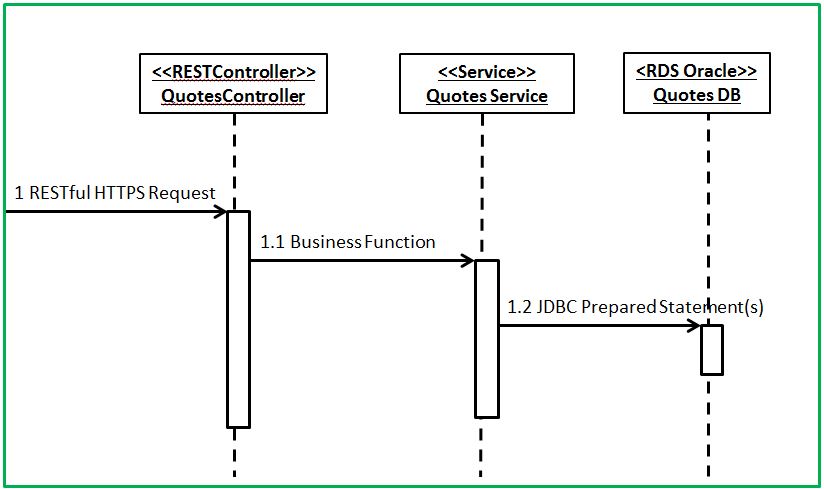 <<RESTController>>
QuotesController
<<Service>>
Quotes Service
<RDS Oracle>>
Quotes DB
1 RESTful HTTPS Request
1.1 Business Function
1.2 JDBC Prepared Statement(s)